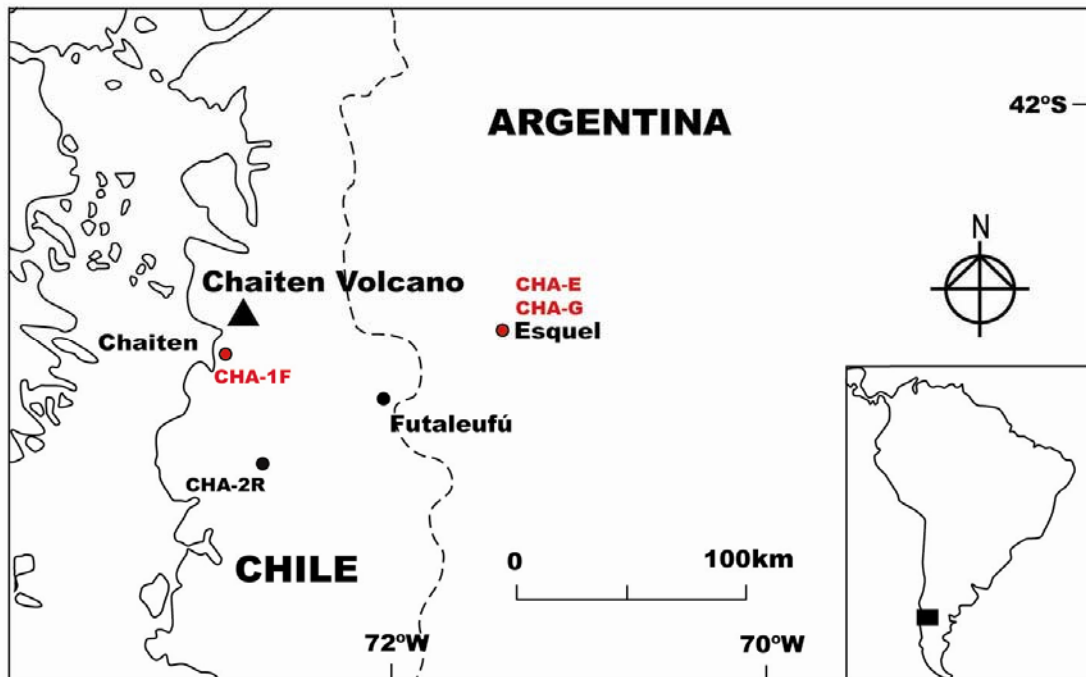 42ºS
ARGENTINA
N
Chaiten Volcano
CHA-E
CHA-G
Esquel
Chaiten
CHA-1F
Futaleufú
CHA-2R
CHILE
0
100km
72ºW
70ºW